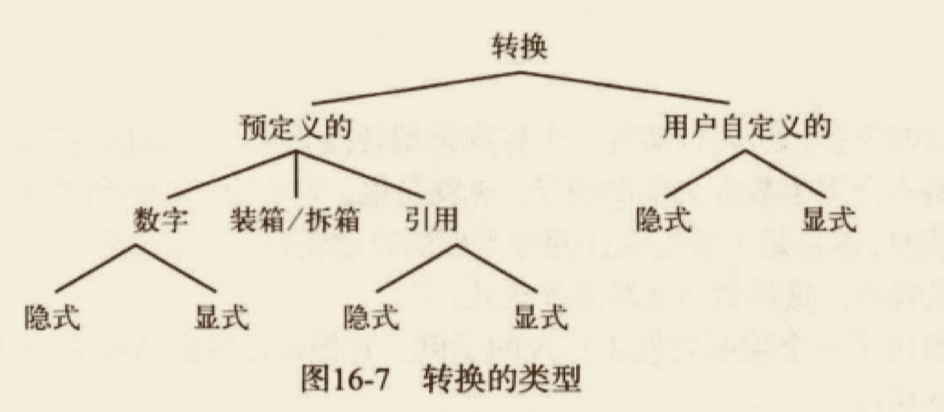 转换
预定义的 用户自定义的
数字 装箱/拆箱 引用 隐式 显式
隐式 显式 隐式 显式
图16-7 转换的类型